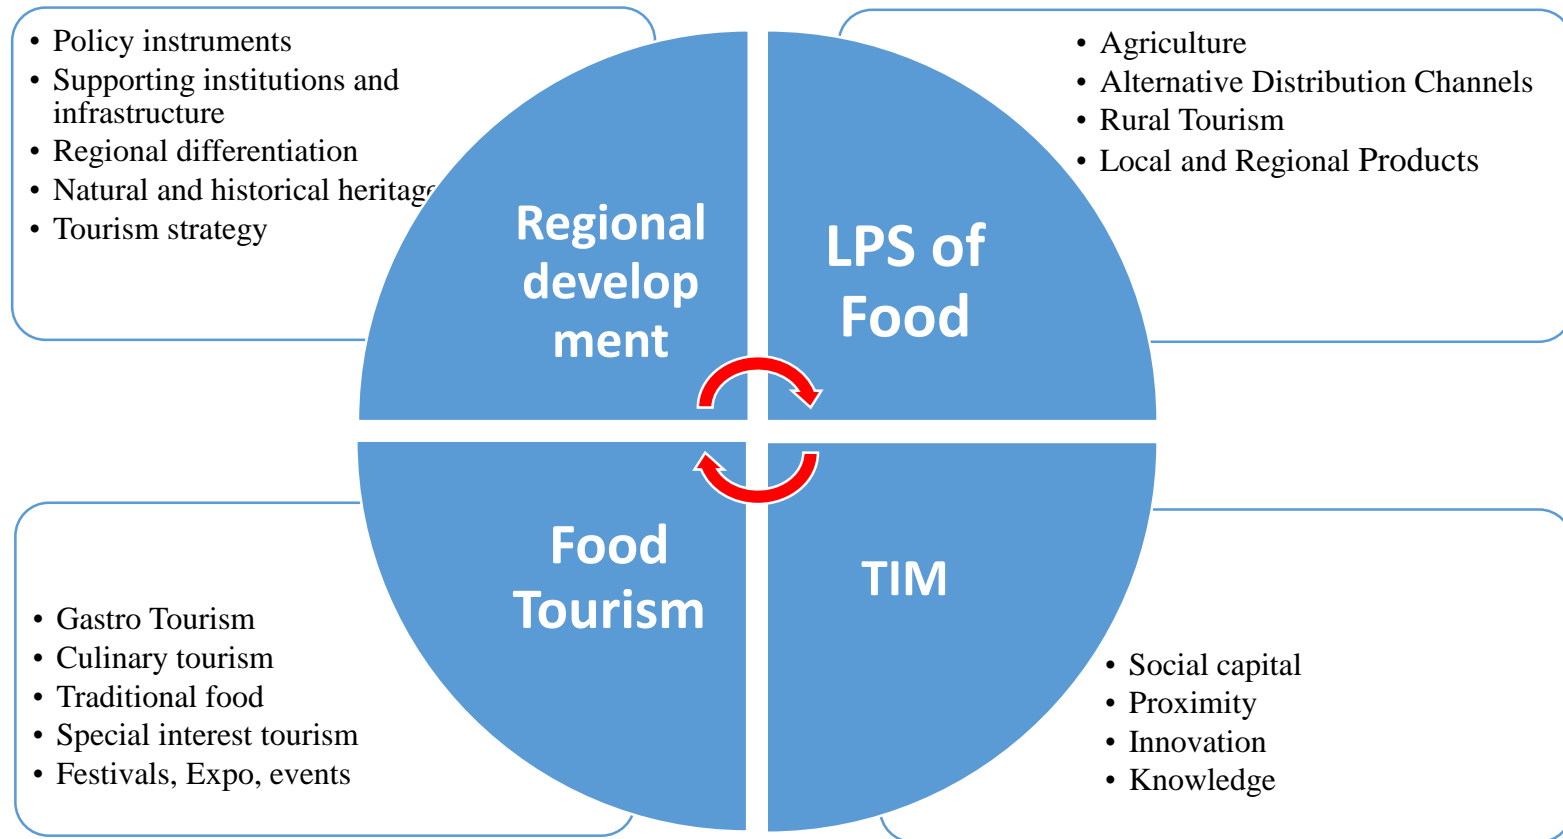 • Policy instruments
• Supporting institutions and
infrastructure
• Regional differentiation
• Natural and historical heritage
• Tourism strategy
Regional
develop
ment
LPS of
Food
• Agriculture
• Alternative Distribution Channels
• Rural Tourism
• Local and Regional Products
• Gastro Tourism
• Culinary tourism
• Traditional food
• Special interest tourism
• Festivals, Expo, events
Food
Tourism
TIM
• Social capital
• Proximity
• Innovation
• Knowledge